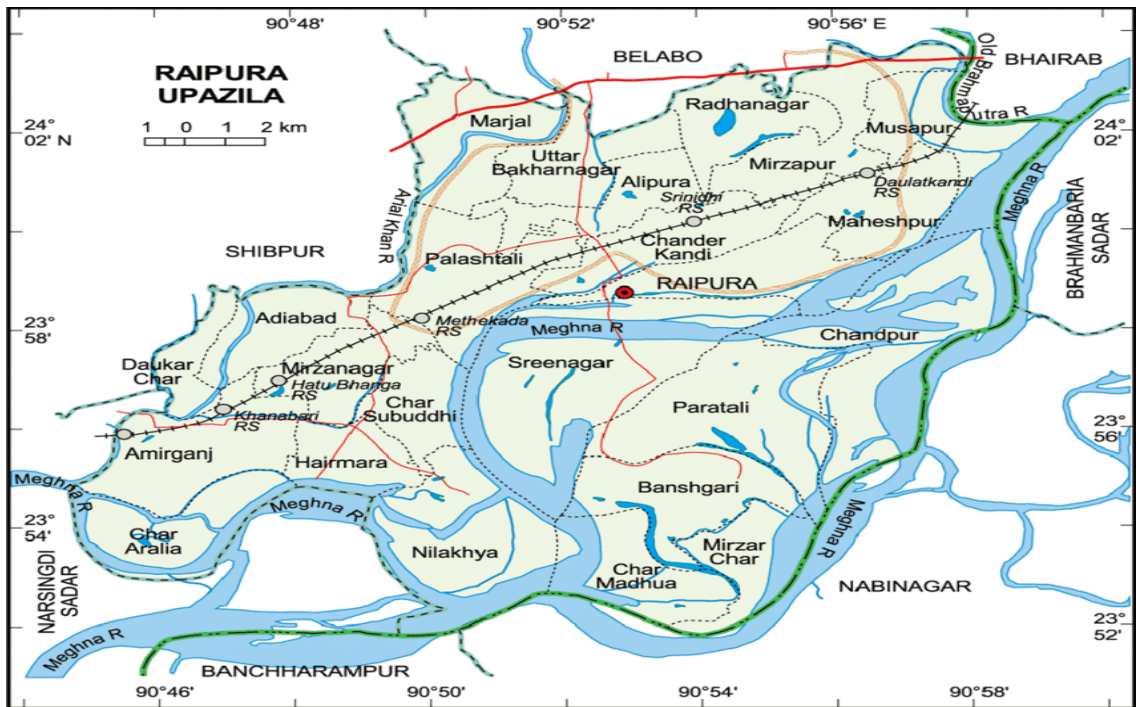 90°48'
90°52'
90°56' E
RAIPURA
UPAZILA
1 0 1 2 km
BELABO
BHAIRAB
Old Brahmaputra R
24°
02' N
24°
02'
Marjal
Radhanagar
Musapur
Uttar
Bakharnagar
Mirzapur
Alipura
Srinidhi
RS
Daulatkandi
RS
Arial Khan R
Meghna R
BRAHMANBARIA
SADAR
SHIBPUR
Maheshpur
Chander
Kandi
Palashtali
RAIPURA
Adiabad
Methekada
RS
Meghna R
Chandpur
23°
58'
Daukar
Char
Mirzanagar
Hatu Bhanga
RS
Sreenagar
Char
Subuddhi
Paratali
Khanabari
RS
23°
56'
Amirganj
Hairmara
Banshgari
Meghna R
Meghna R
Meghna R
23°
54'
Char
Aralia
Nilakhya
Mirzar
Char
Char
Madhua
NABINAGAR
NARSINGDI
SADAR
23°
52'
Meghna R
BANCHHARAMPUR
90°46'
90°50'
90°54'
90°58'